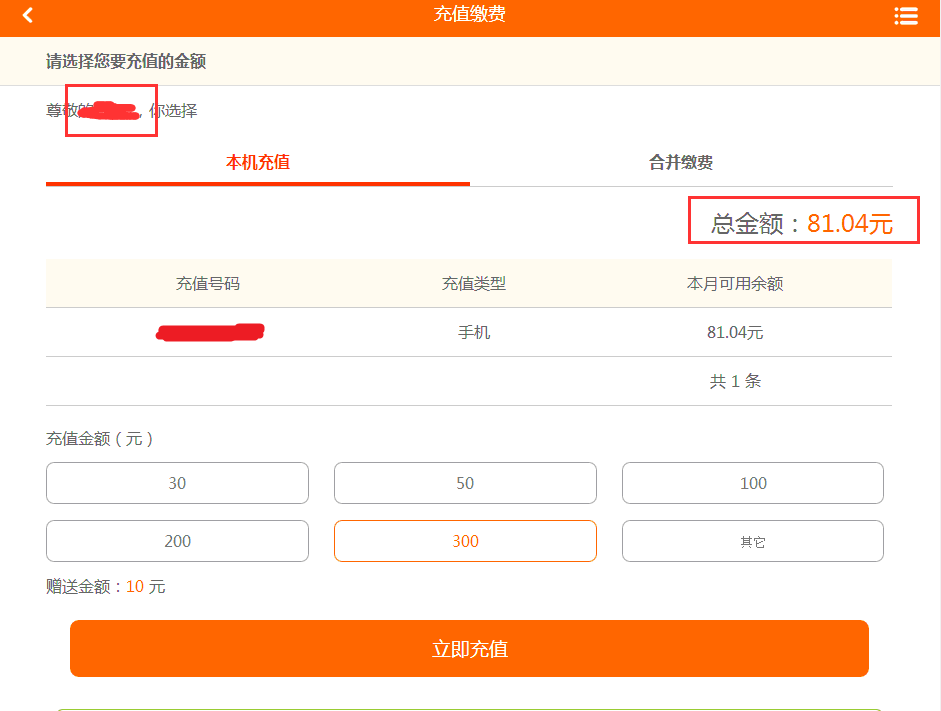 充值缴费
请选择您要充值的金额
尊敬的 , 你选择
本机充值 合并缴费
总金额：81.04元
充值号码 充值类型 本月可用余额
手机 81.04元
共 1 条
充值金额（元）
30 50 100
200 300 其它
赠送金额：10 元
立即充值